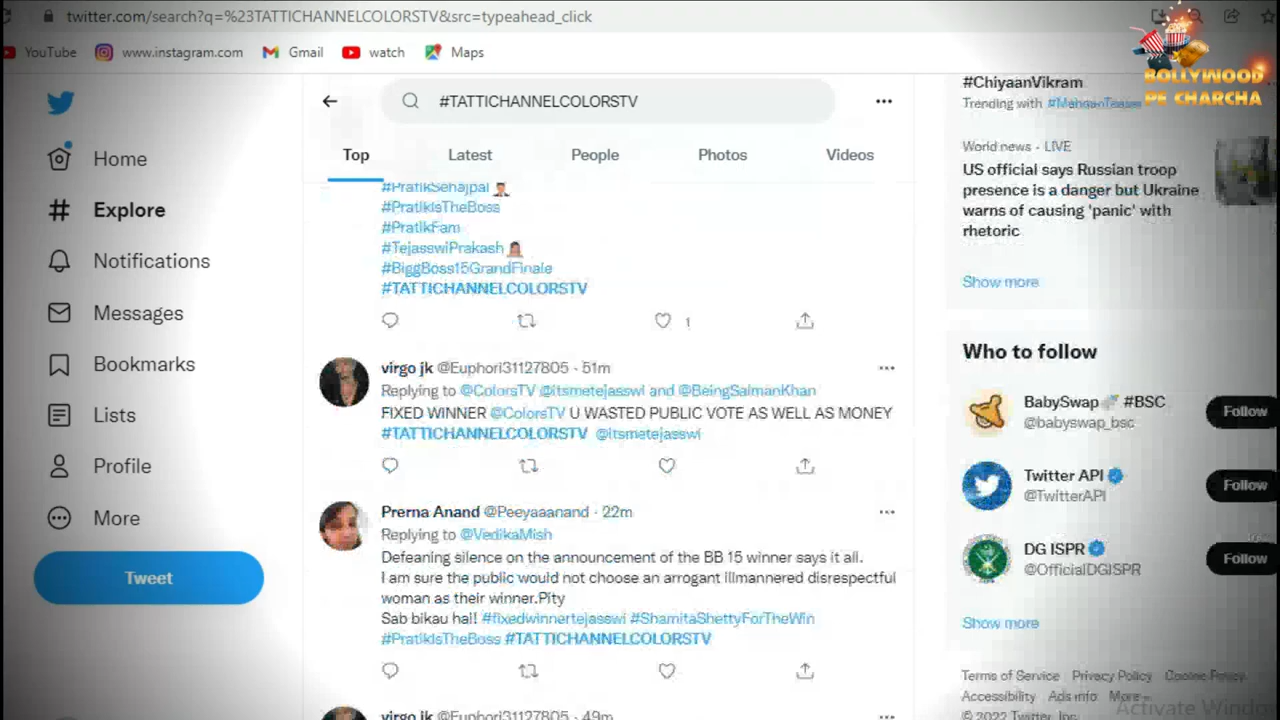 twitter.com/search?q=%23TATTICHANNELCOLORSTV&src=typeahead_click
YouTube
www.instagram.com
Gmail
watch
Maps
BOLLYWOOD
PE CHARCHA
Home
Explore
Notifications
Messages
Bookmarks
Lists
Profile
More
Tweet
#TATTICHANNELCOLORSTV
Top
Latest
People
Photos
Videos
#PratikSehajpal
#PratikIsTheBoss
#PratikFam
#TejasswiPrakash
#BiggBoss15GrandFinale
#TATTICHANNELCOLORSTV
1
virgo jk @Euphori31127805 · 51m
Replying to @ColorsTV @itsmetejasswi and @BeingSalmanKhan
FIXED WINNER @ColorsTV U WASTED PUBLIC VOTE AS WELL AS MONEY
#TATTICHANNELCOLORSTV @itsmetejasswi
Prerna Anand @Peeyaaanand · 22m
Replying to @VedikaMish
Defeaning silence on the announcement of the BB 15 winner says it all.
I am sure the public would not choose an arrogant illmannered disrespectful
woman as their winner.Pity
Sab bikau hai! #fixedwinnertejasswi #ShamitaShettyForTheWin
#PratikIsTheBoss #TATTICHANNELCOLORSTV
virgo jk @Euphori31127805 · 49m
#ChiyaanVikram
Trending with #MahaanTeaser
World news · LIVE
US official says Russian troop
presence is a danger but Ukraine
warns of causing 'panic' with
rhetoric
Show more
Who to follow
BabySwap #BSC
@babyswap_bsc
Follow
Twitter API
@TwitterAPI
Follow
DG ISPR
@OfficialDGISPR
Follow
Show more
Terms of Service Privacy Policy Cookie Policy
Accessibility Ads info More
© 2022 Twitter, Inc.
Activate Windo